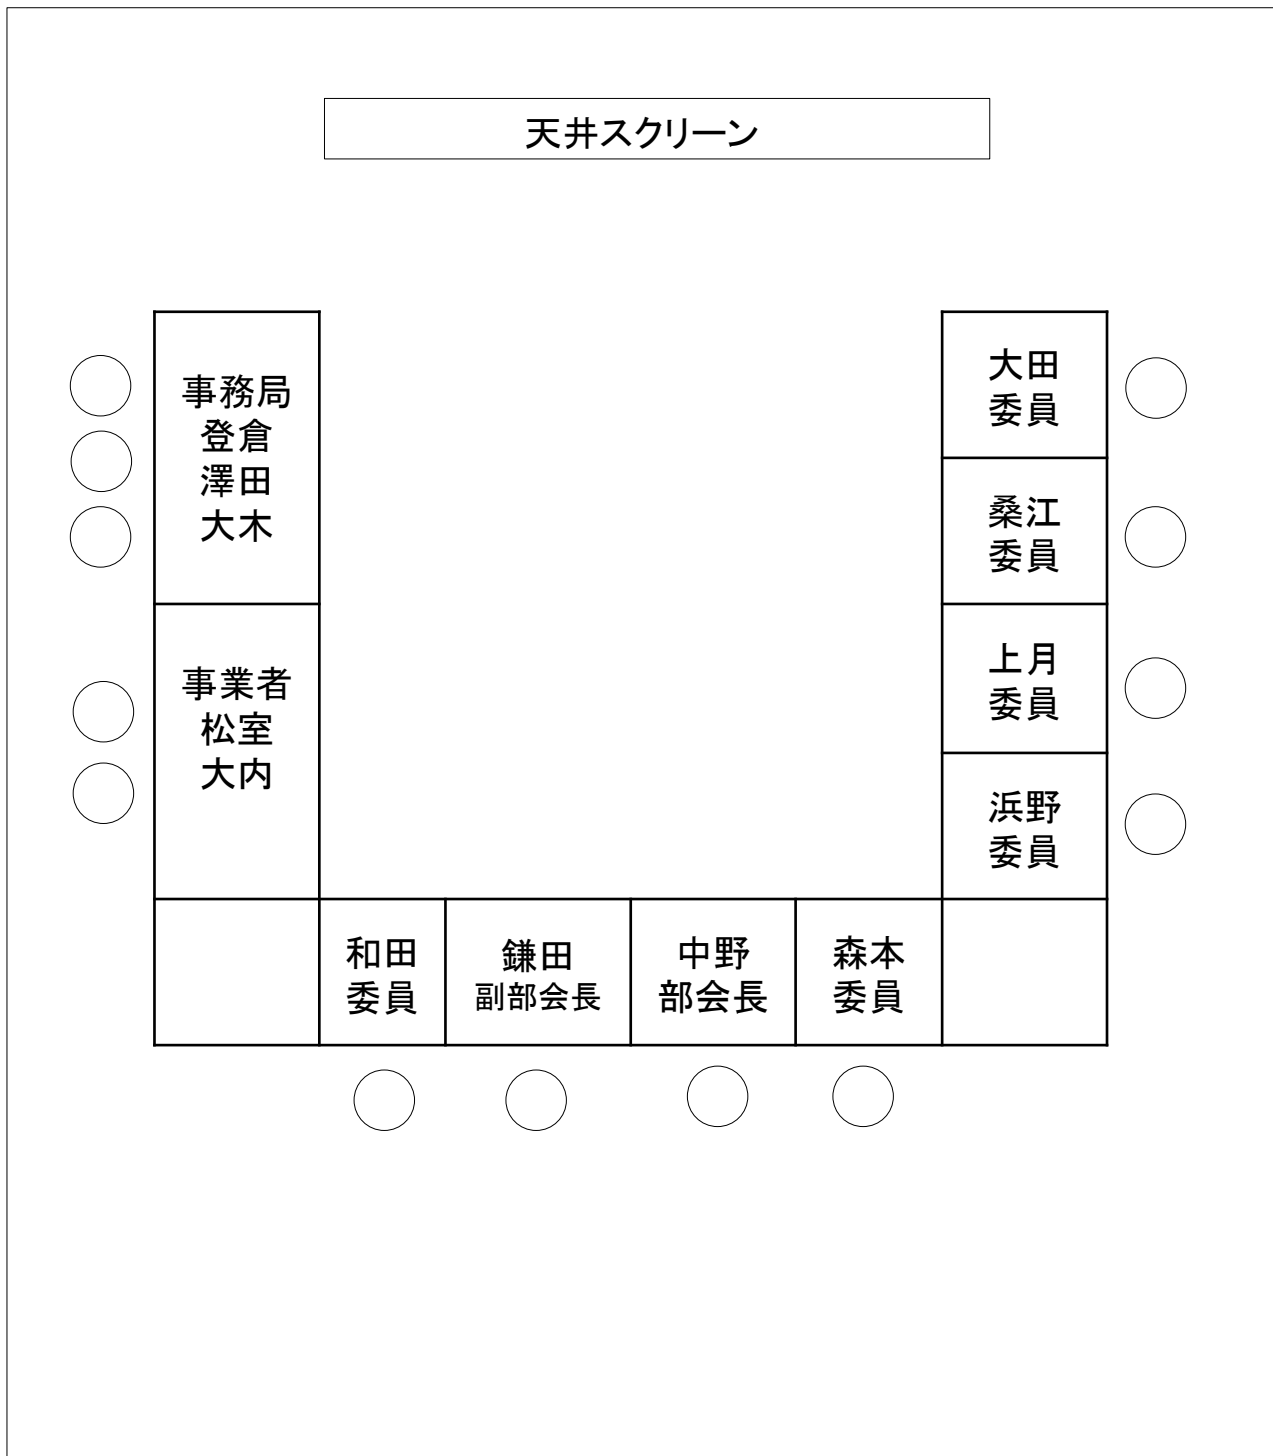 天井スクリーン
事務局
登倉
澤田
大木
事業者
松室
大内
大田
委員
桑江
委員
上月
委員
浜野
委員
和田
委員
鎌田
副部会長
中野
部会長
森本
委員